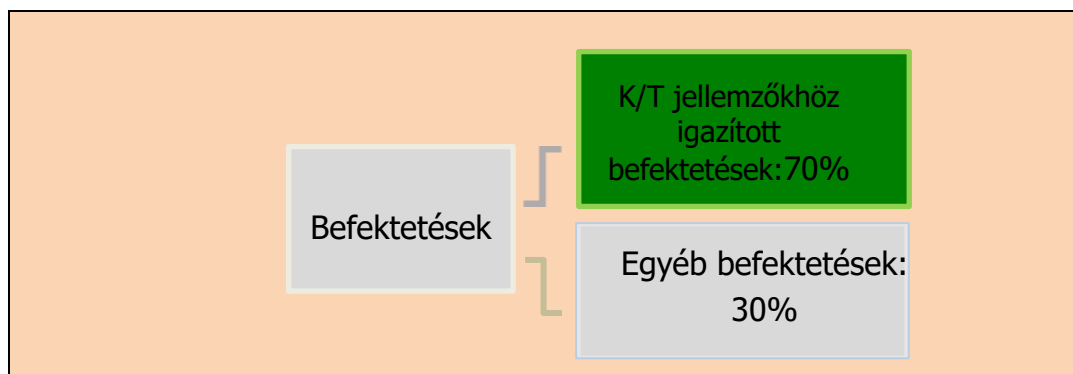 K/T jellemzőkhöz
igazított
befektetések:70%
Befektetések
Egyéb befektetések:
30%